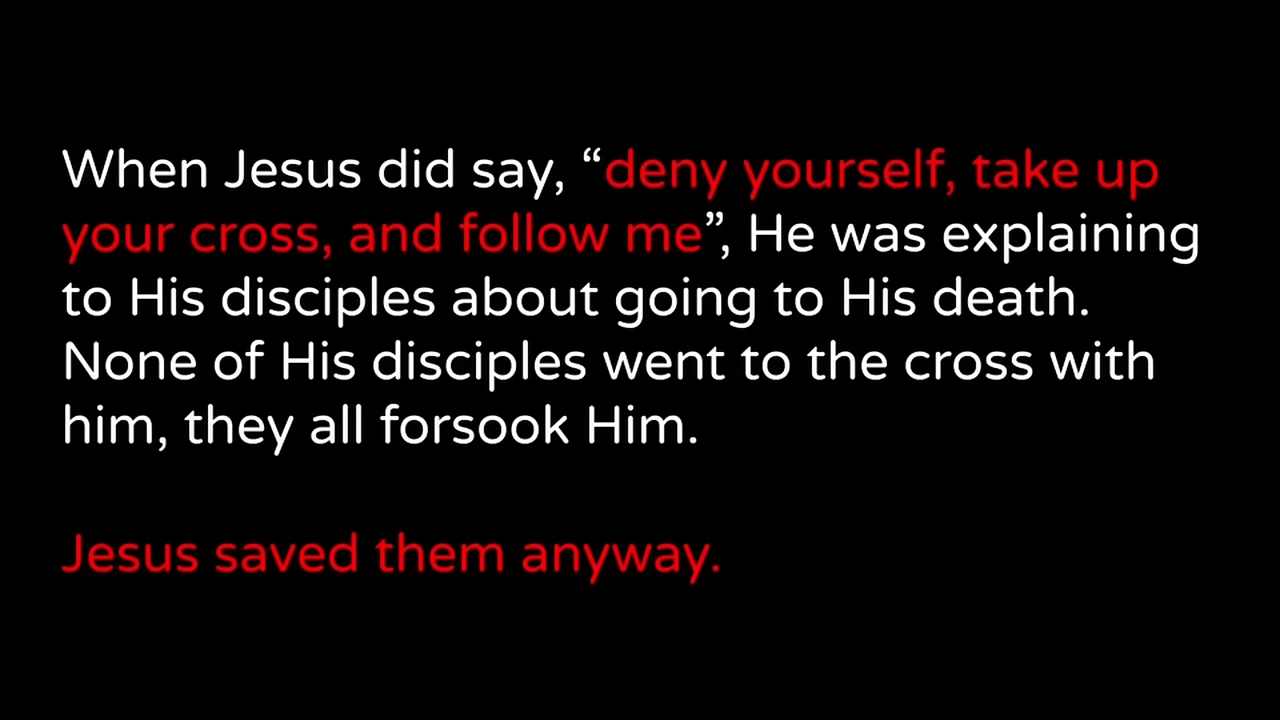 When Jesus did say, “deny yourself, take up
your cross, and follow me”, He was explaining
to His disciples about going to His death.
None of His disciples went to the cross with
him, they all forsook Him.
Jesus saved them anyway.